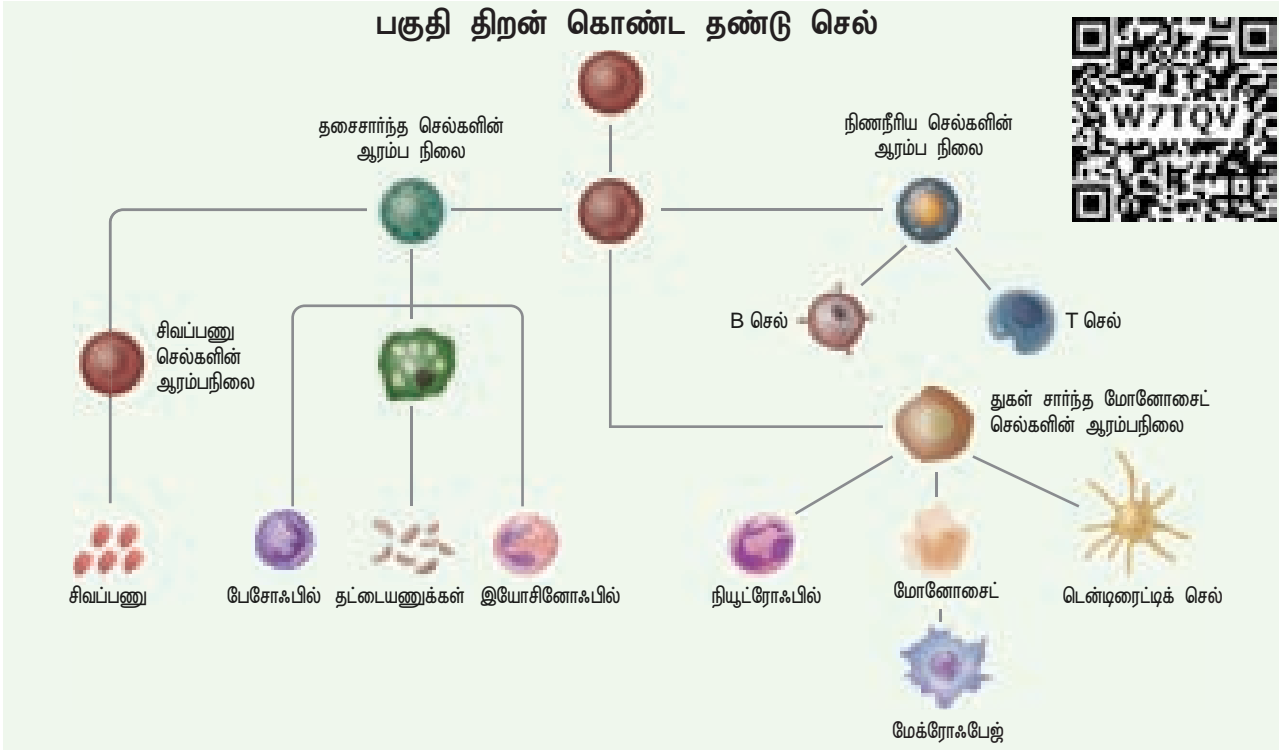 பகுதி திறன் கொண்ட தண்டு செல்
W7TQV
தசைசார்ந்த செல்களின்
ஆரம்ப நிலை
நிணநீரிய செல்களின்
ஆரம்ப நிலை
B செல்
T செல்
சிவப்பணு
செல்களின்
ஆரம்பநிலை
துகள் சார்ந்த மோனோசைட்
செல்களின் ஆரம்பநிலை
சிவப்பணு
பேசோஃபில்
தட்டையணுக்கள்
இயோசினோஃபில்
நியூட்ரோஃபில்
மோனோசைட்
டென்டிரைட்டிக் செல்
மேக்ரோஃபேஜ்